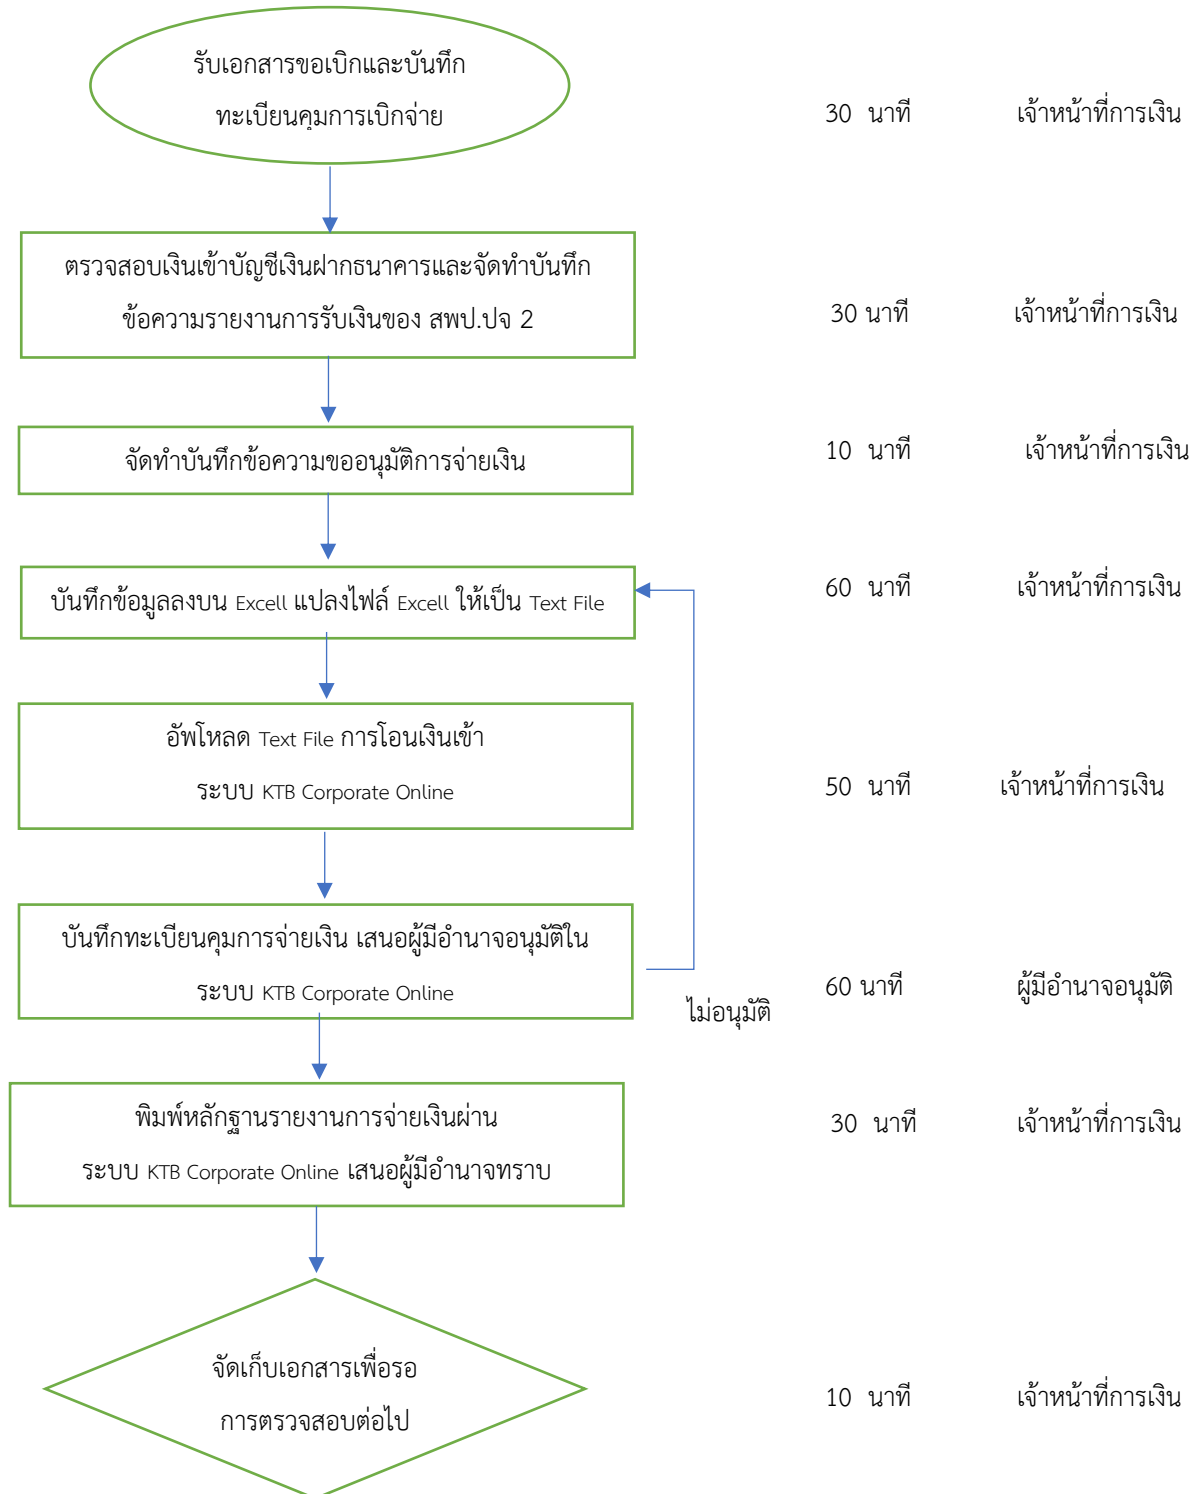 รับเอกสารขอเบิกและบันทึก
ทะเบียนคุมการเบิกจ่าย
30 นาที เจ้าหน้าที่การเงิน
ตรวจสอบเงินเข้าบัญชีเงินฝากธนาคารและจัดทำบันทึก
ข้อความรายงานการรับเงินของ สพป.ปจ 2
30 นาที เจ้าหน้าที่การเงิน
จัดทำบันทึกข้อความขออนุมัติการจ่ายเงิน
10 นาที เจ้าหน้าที่การเงิน
บันทึกข้อมูลลงบน Excell แปลงไฟล์ Excell ให้เป็น Text File
60 นาที เจ้าหน้าที่การเงิน
อัพโหลด Text File การโอนเงินเข้า
ระบบ KTB Corporate Online
50 นาที เจ้าหน้าที่การเงิน
บันทึกทะเบียนคุมการจ่ายเงิน เสนอผู้มีอำนาจอนุมัติใน
ระบบ KTB Corporate Online
ไม่อนุมัติ
60 นาที ผู้มีอำนาจอนุมัติ
พิมพ์หลักฐานรายงานการจ่ายเงินผ่าน
ระบบ KTB Corporate Online เสนอผู้มีอำนาจทราบ
30 นาที เจ้าหน้าที่การเงิน
จัดเก็บเอกสารเพื่อรอ
การตรวจสอบต่อไป
10 นาที เจ้าหน้าที่การเงิน